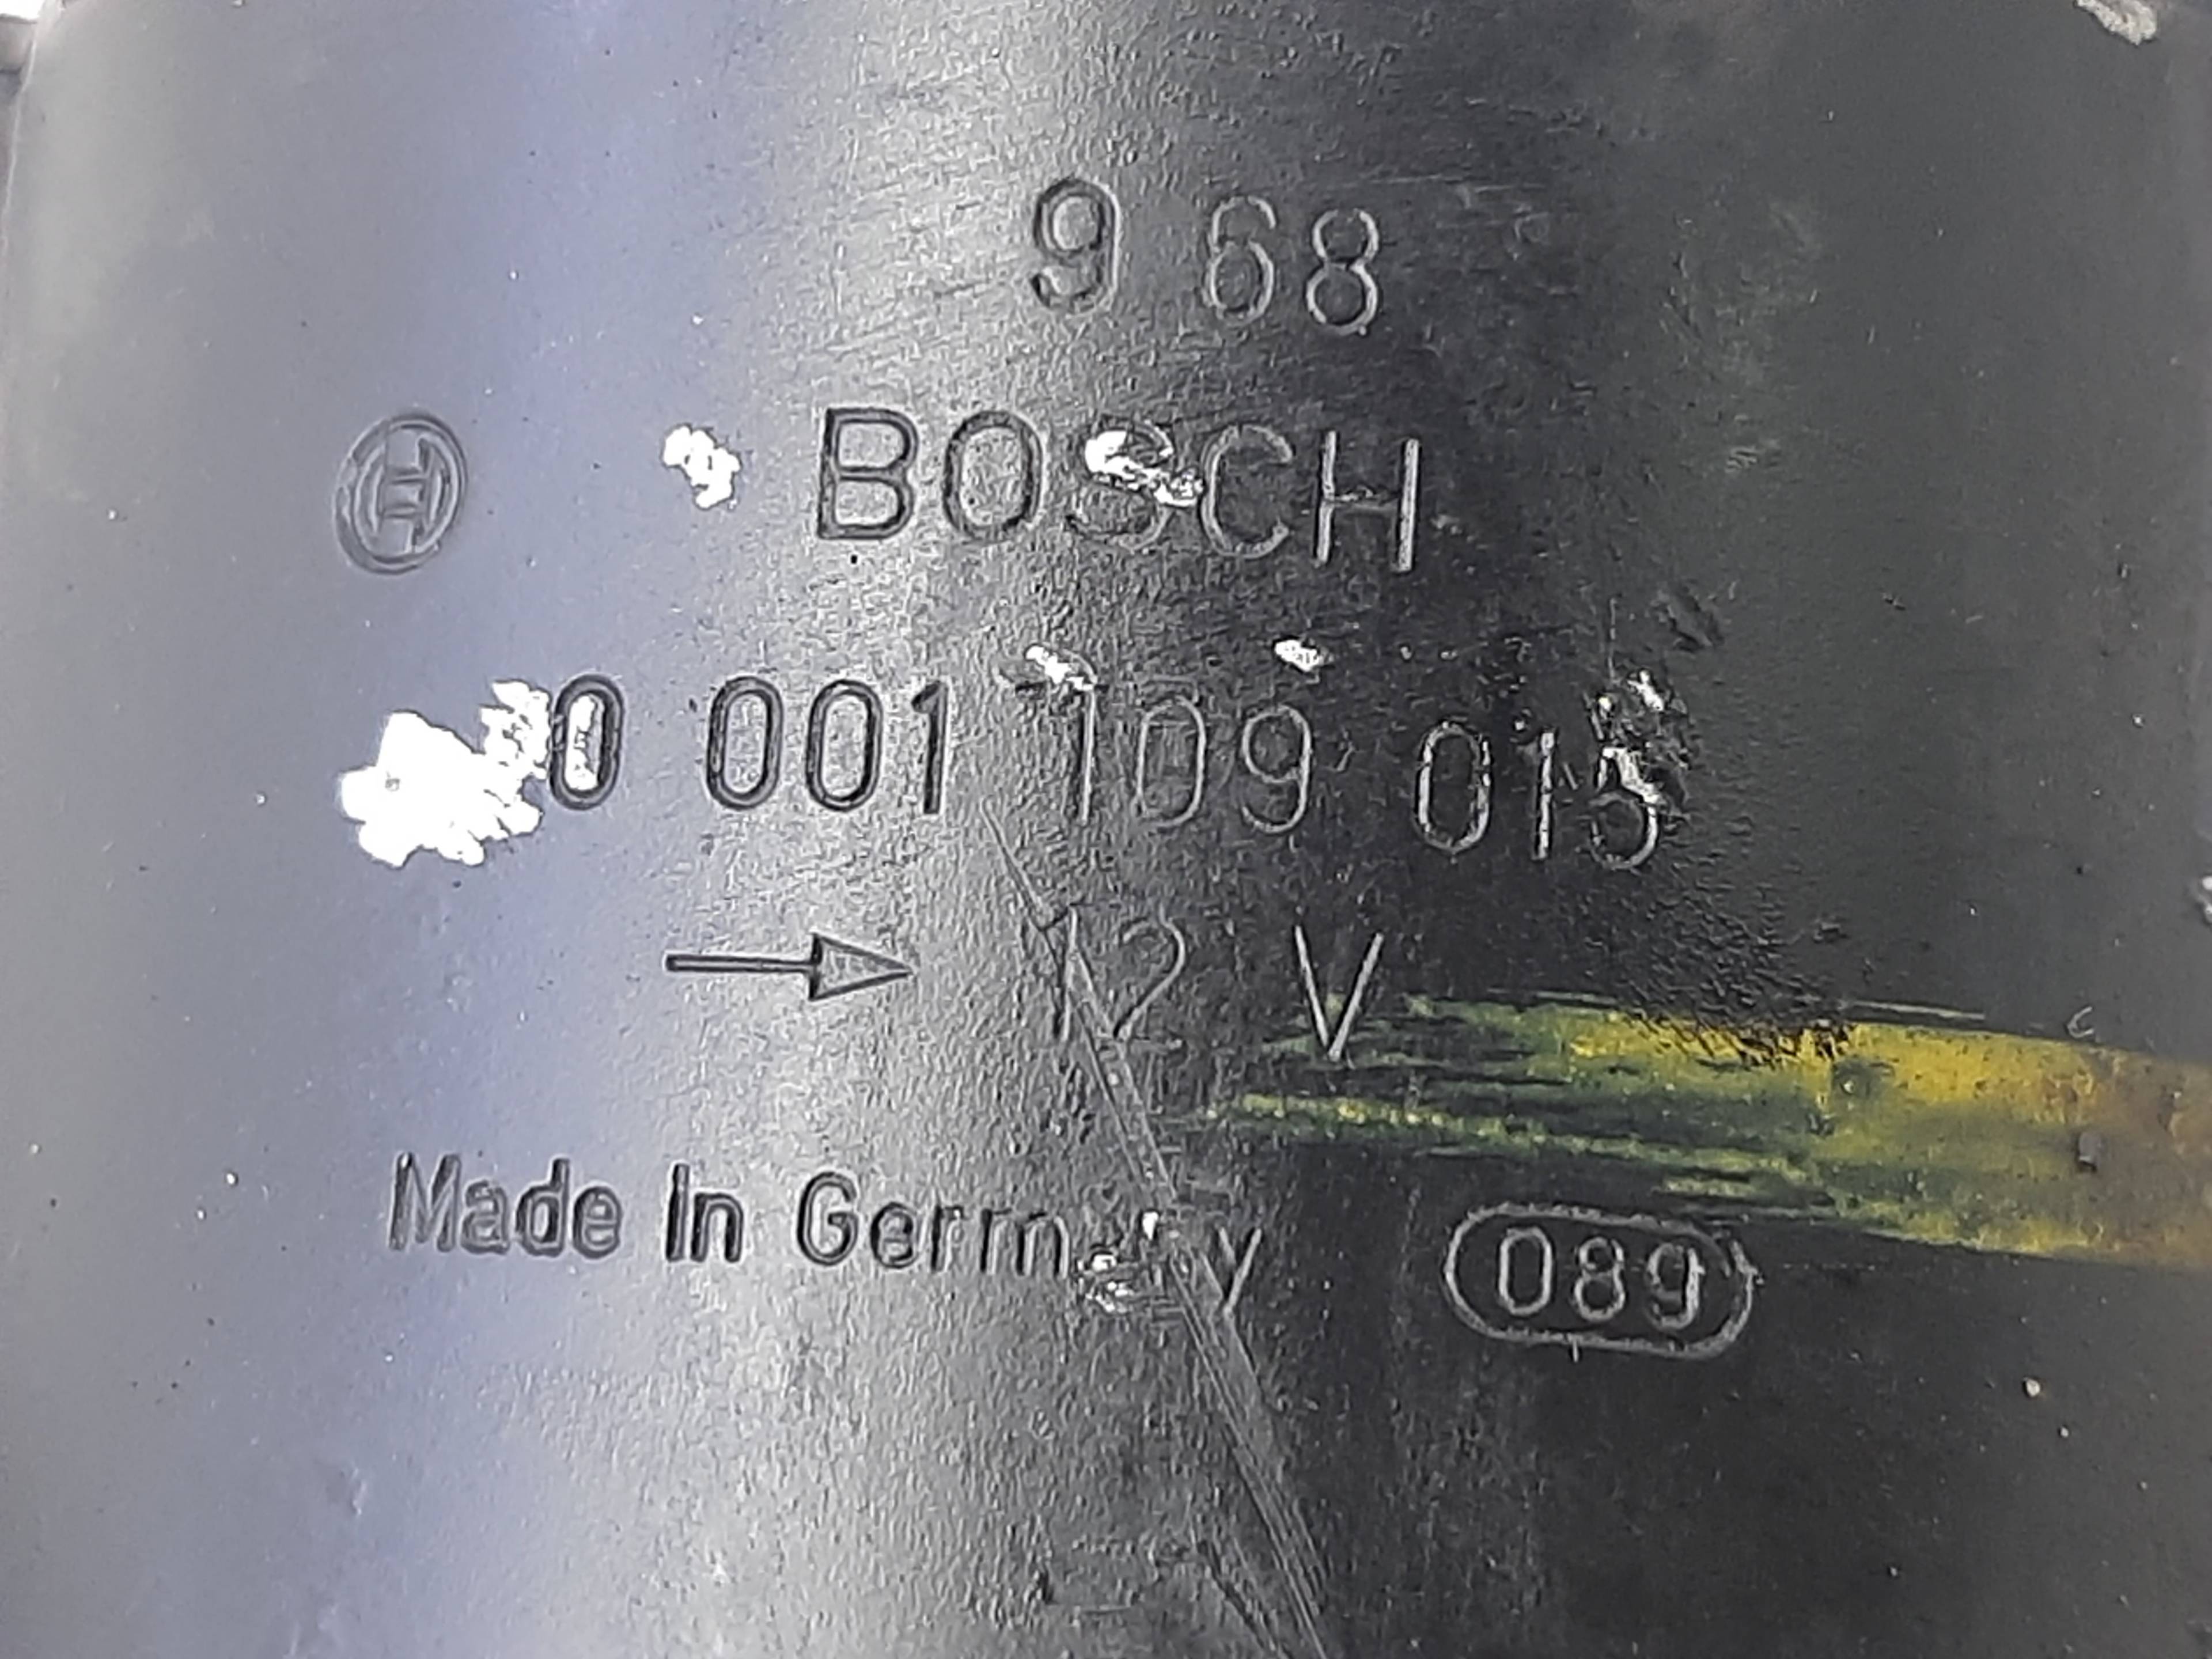 9 68
BOSCH
0 001 109 015
12 V
Made In Germany 089